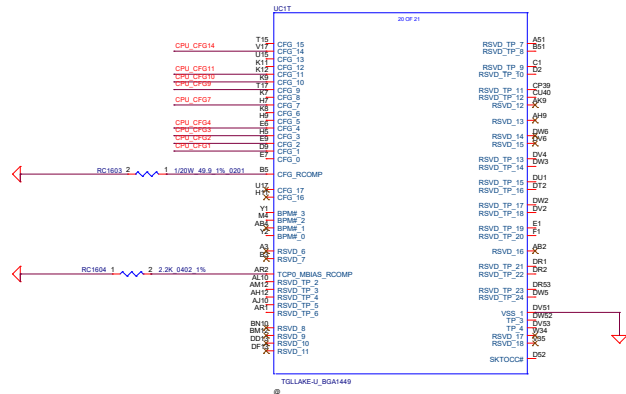 UC1T
20 OF 21
T15 CFG_15 RSVD_TP_7 A51
CPU_CFG14 V17 CFG_14 RSVD_TP_8 B51
U15 CFG_13
K11 CFG_12 RSVD_TP_9 C1
CPU_CFG11 K12 CFG_11 RSVD_TP_10 D2
CPU_CFG10 K9 CFG_10
CPU_CFG9 T17 CFG_9 RSVD_TP_11 CP39
K7 CFG_8 RSVD_TP_12 CU40
CPU_CFG7 H7 CFG_7 RSVD_12 AK9
K8 CFG_6
H9 CFG_5 RSVD_13 AH9
CPU_CFG4 E6 CFG_4
CPU_CFG3 H5 CFG_3 RSVD_14 DW6
CPU_CFG2 E9 CFG_2 RSVD_15 DV6
CPU_CFG1 D9 CFG_1
E7 CFG_0 RSVD_TP_13 DV4
RSVD_TP_14 DW3
RC1603 2 1 1/20W_49.9_1%_0201 B5 CFG_RCOMP
RSVD_TP_15 DU1
U17 CFG_17 RSVD_TP_16 DT2
CFG_16
RSVD_TP_17 DW2
Y1 BPM#_3 RSVD_TP_18 DV2
M4 BPM#_2
BPM#_1 RSVD_TP_19 E1
Y2 BPM#_0 RSVD_TP_20 F1
A3 RSVD_6 RSVD_16 AB2
RSVD_7
RSVD_TP_21 DR1
RC1604 1 2 2.2K_0402_1% AR2 TCP0_MBIAS_RCOMP RSVD_TP_22 DR2
AL10 RSVD_TP_2
AM12 RSVD_TP_3 RSVD_TP_23 DR53
AH12 RSVD_TP_4 RSVD_TP_24 DW5
AJ10 RSVD_TP_5
AR1 RSVD_TP_6 VSS_1 DV51
TP_3 DW52
BN10 RSVD_8 TP_4 DV53
RSVD_9 RSVD_17
RSVD_10 RSVD_18
RSVD_11
SKTOCC# D52
TGLLAKE-U_BGA1449
@